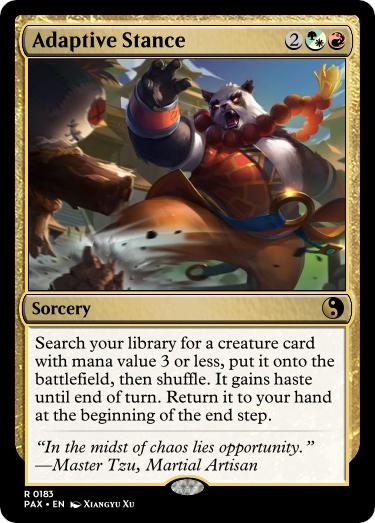 Adaptive Stance 2
Sorcery
Search your library for a creature card
with mana value 3 or less, put it onto the
battlefield, then shuffle. It gains haste
until end of turn. Return it to your hand
at the beginning of the end step.
“In the midst of chaos lies opportunity.”
—Master Tzu, Martial Artisan
R 0183
PAX • EN Xiangyu Xu